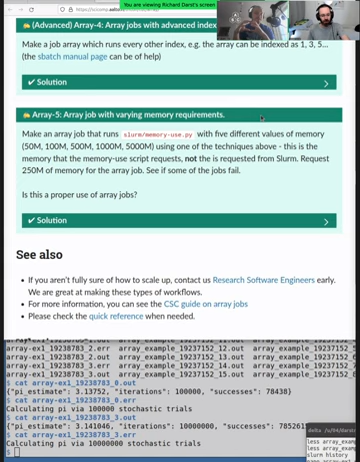 You are viewing Richard Darst's screen
(Advanced) Array-4: Array jobs with advanced index
Make a job array which runs every other index, e.g. the array can be indexed as 1, 3, 5...
(the sbatch manual page can be of help)
✔ Solution
Array-5: Array job with varying memory requirements.
Make an array job that runs slurm/memory-use.py with five different values of memory
(50M, 100M, 500M, 1000M, 5000M) using one of the techniques above - this is the
memory that the memory-use script requests, not the is requested from Slurm. Request
250M of memory for the array job. See if some of the jobs fail.
Is this a proper use of array jobs?
✔ Solution
See also
• If you aren't fully sure of how to scale up, contact us Research Software Engineers early.
We are great at making these types of workflows.
• For more information, you can see the CSC guide on array jobs
• Please check the quick reference when needed.
array-ex1_19238783_2.err array_example_19237152_13.out
array-ex1_19238783_2.out array_example_19237152_14.out
array-ex1_19238783_3.err array_example_19237152_15.out
$ cat array-ex1_19238783_0.out
{"pi_estimate": 3.13752, "iterations": 100000, "successes": 78438}
$ cat array-ex1_19238783_0.err
Calculating pi via 100000 stochastic trials
$ cat array-ex1_19238783_3.out
{"pi_estimate": 3.141046, "iterations": 10000000, "successes": 785261
$ cat array-ex1_19238783_3.err
Calculating pi via 10000000 stochastic trials
$
less array_exam
less array_exam
slurm history